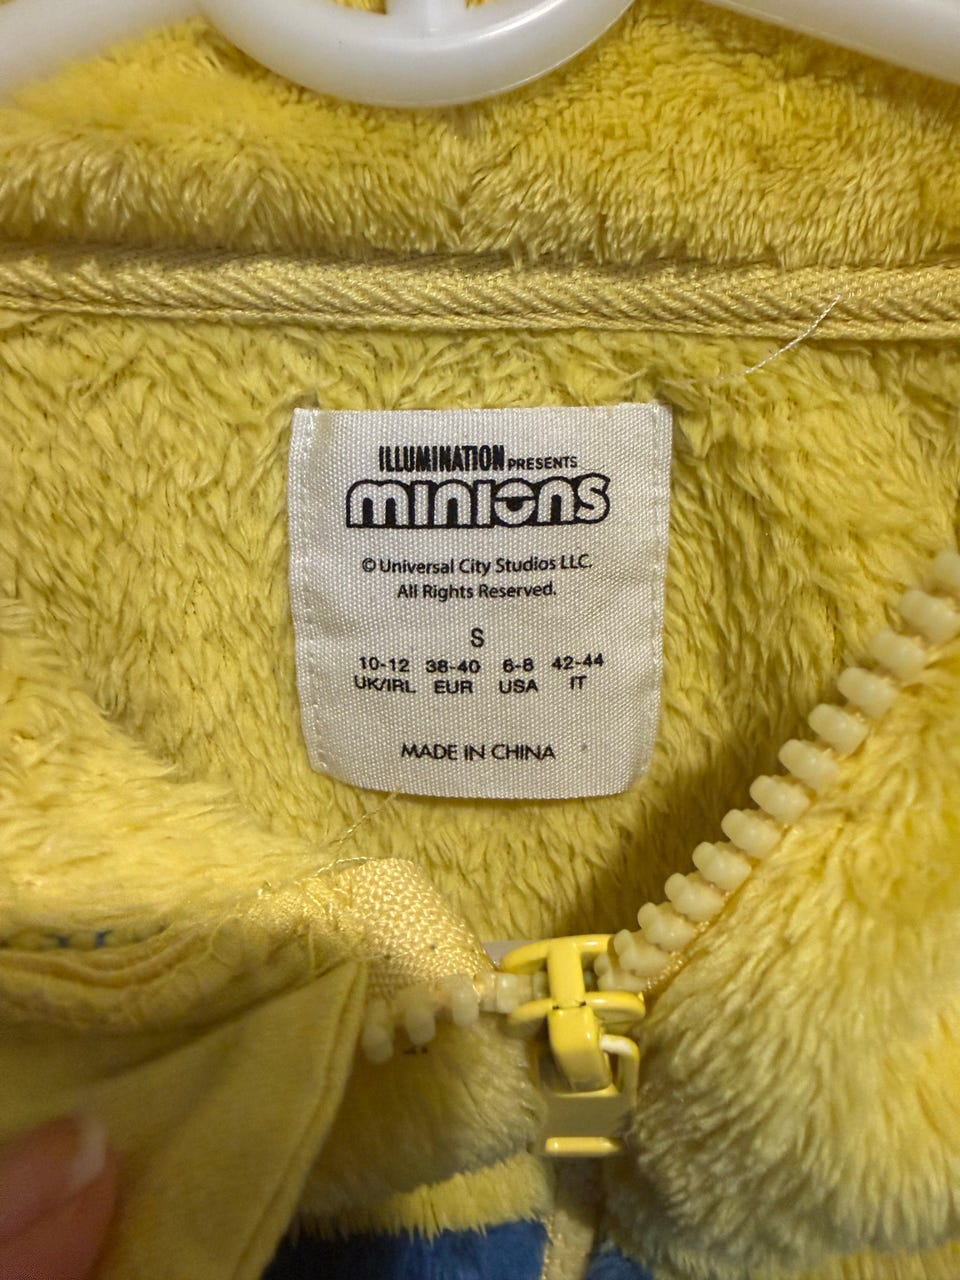 ILLUMINATION PRESENTS
minions
© Universal City Studios LLC.
All Rights Reserved.
S
10-12 38-40 6-8 42-44
UK/IRL EUR USA IT
MADE IN CHINA